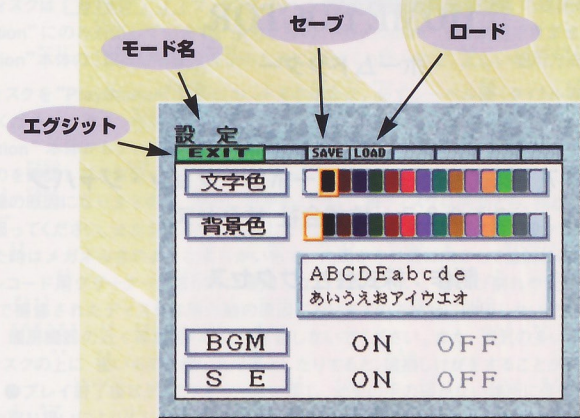 セーブ
ロード
モード名
エグジット
設 定
EXIT SAVE LOAD
文字色
背景色
ABCDEabcde
あいうえおアイウエオ
BGM ON OFF
S E ON OFF